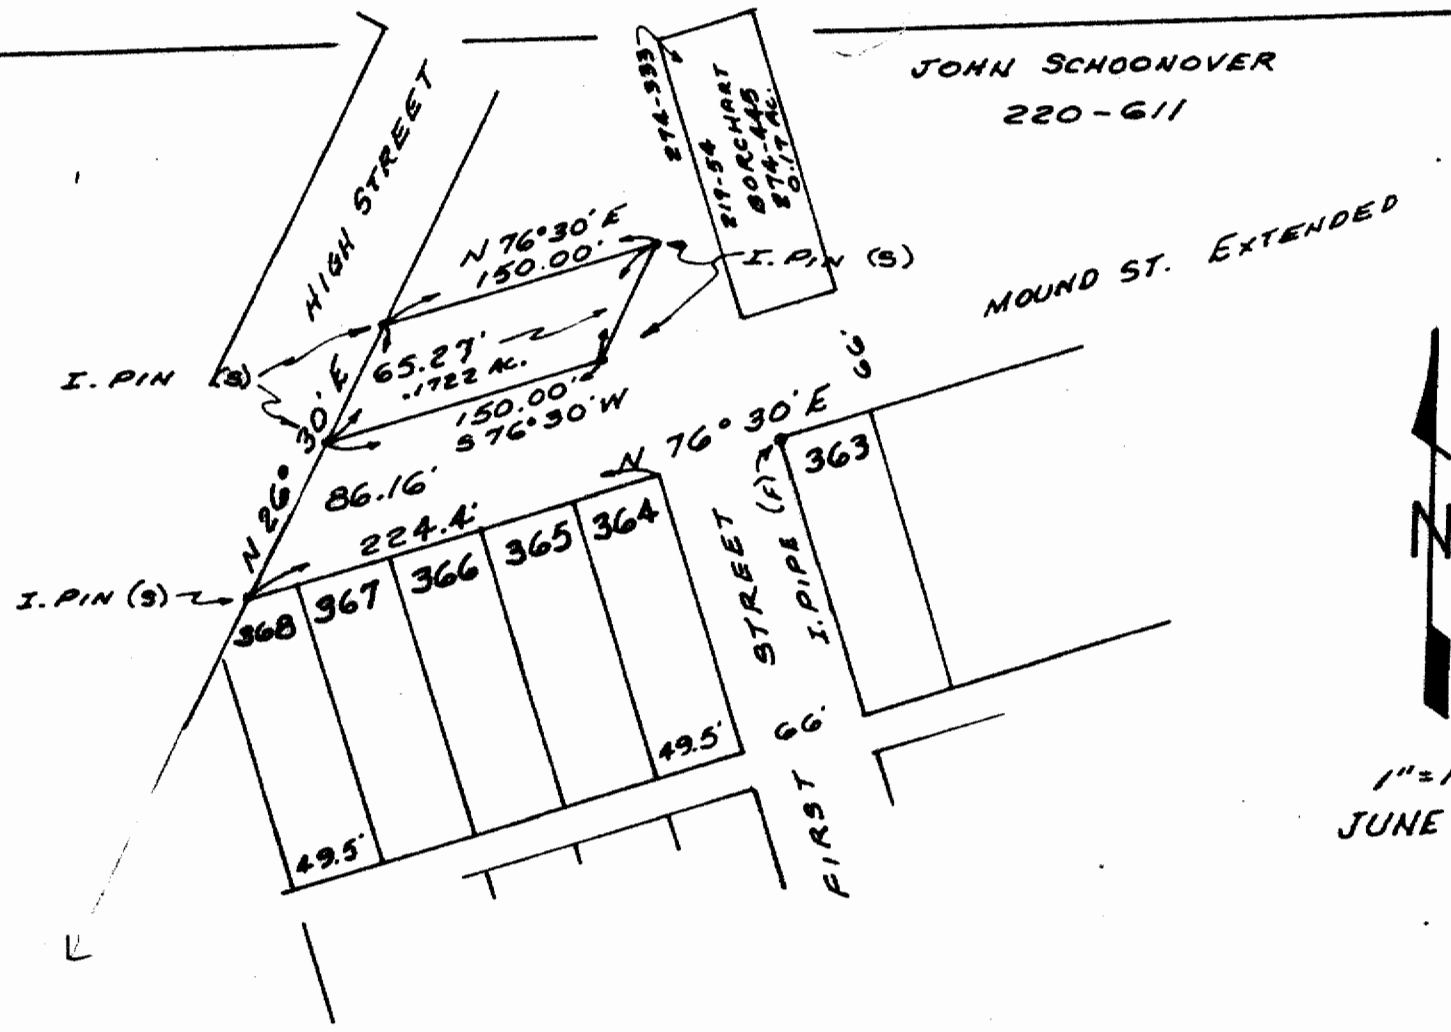 JOHN SCHOONOVER
220-611
HIGH STREET
274-333
219-54
BORCHART
274-445
0.17 AC.
MOUND ST. EXTENDED
N 76° 30' E
150.00'
I. PIN (S)
I. PIN (S)
65.27'
.1722 AC.
150.00'
S 76° 30' W
N 26° 30' E
66'
N 76° 30' E
86.16'
224.4'
I. PIN (S)
368
367
366
365
364
363
I. PIPE (F)
FIRST STREET
66'
49.5'
49.5'
N
1"=
JUNE